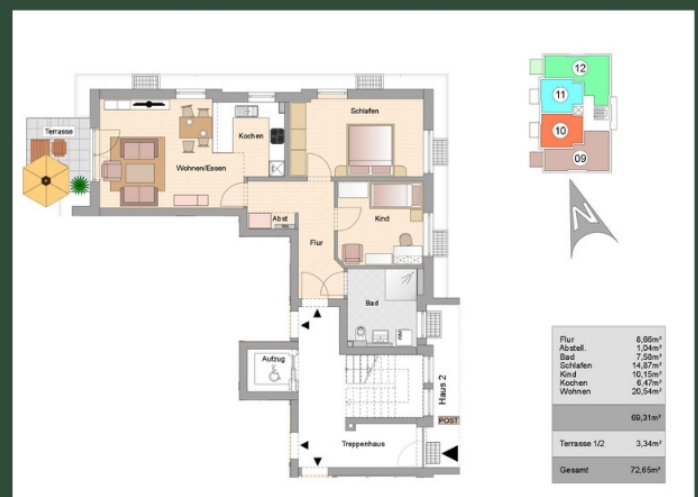 12
11
10
09
Terrasse
Wohnen/Essen
Kochen
Schlafen
Kind
Abst
Flur
Bad
WM
Aufzug
Treppenhaus
Haus 2
POST
N
Flur 8,66m²
Abstell. 1,04m²
Bad 7,58m²
Schlafen 14,87m²
Kind 10,15m²
Kochen 6,47m²
Wohnen 20,54m²
69,31m²
Terrasse 1/2 3,34m²
Gesamt 72,65m²